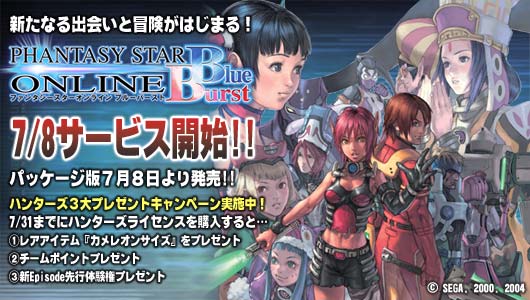 新たなる出会いと冒険がはじまる！
PHANTASY STAR
ONLINE
Blue
Burst
ファンタシースターオンライン ブルーバースト
7/8サービス開始!!
パッケージ版7月8日より発売!!
ハンターズ3大プレゼントキャンペーン実施中！
7/31までにハンターズライセンスを購入すると…
①レアアイテム『カメレオンサイズ』をプレゼント
②チームポイントプレゼント
③新Episode先行体験権プレゼント
© SEGA, 2000, 2004